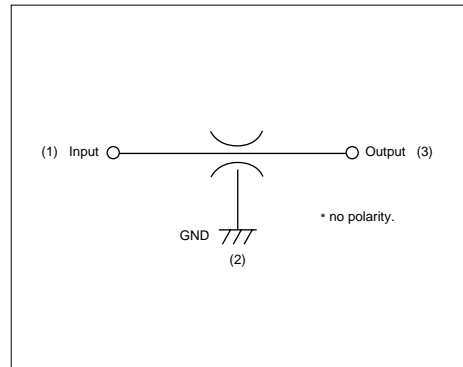 (1) Input Output (3)
* no polarity.
GND
(2)